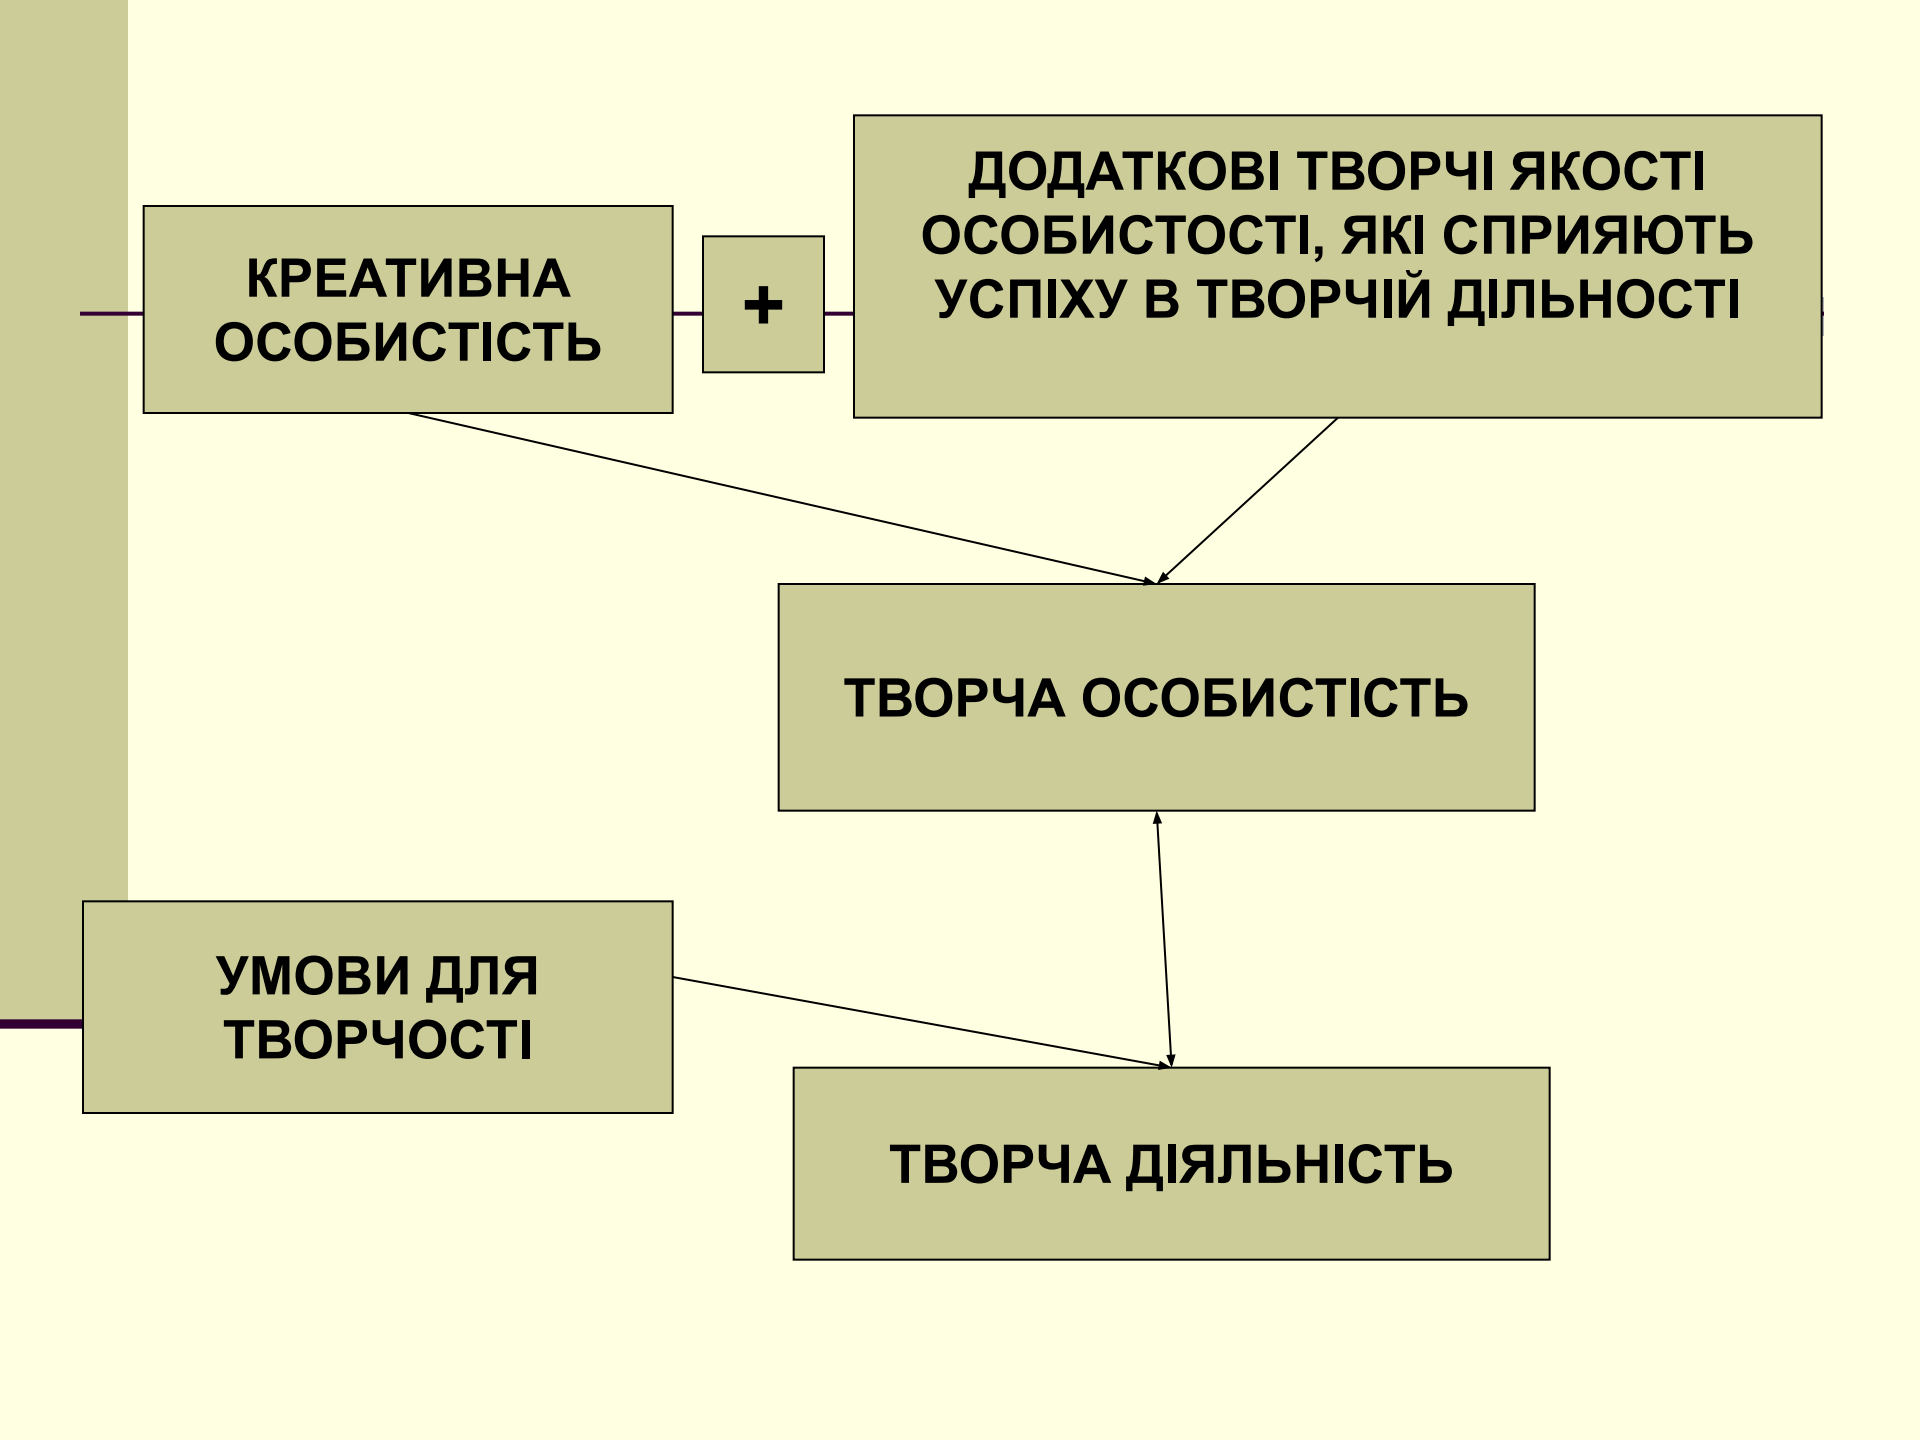 КРЕАТИВНА
ОСОБИСТІСТЬ
+
ДОДАТКОВІ ТВОРЧІ ЯКОСТІ
ОСОБИСТОСТІ, ЯКІ СПРИЯЮТЬ
УСПІХУ В ТВОРЧІЙ ДІЛЬНОСТІ
ТВОРЧА ОСОБИСТІСТЬ
УМОВИ ДЛЯ
ТВОРЧОСТІ
ТВОРЧА ДІЯЛЬНІСТЬ